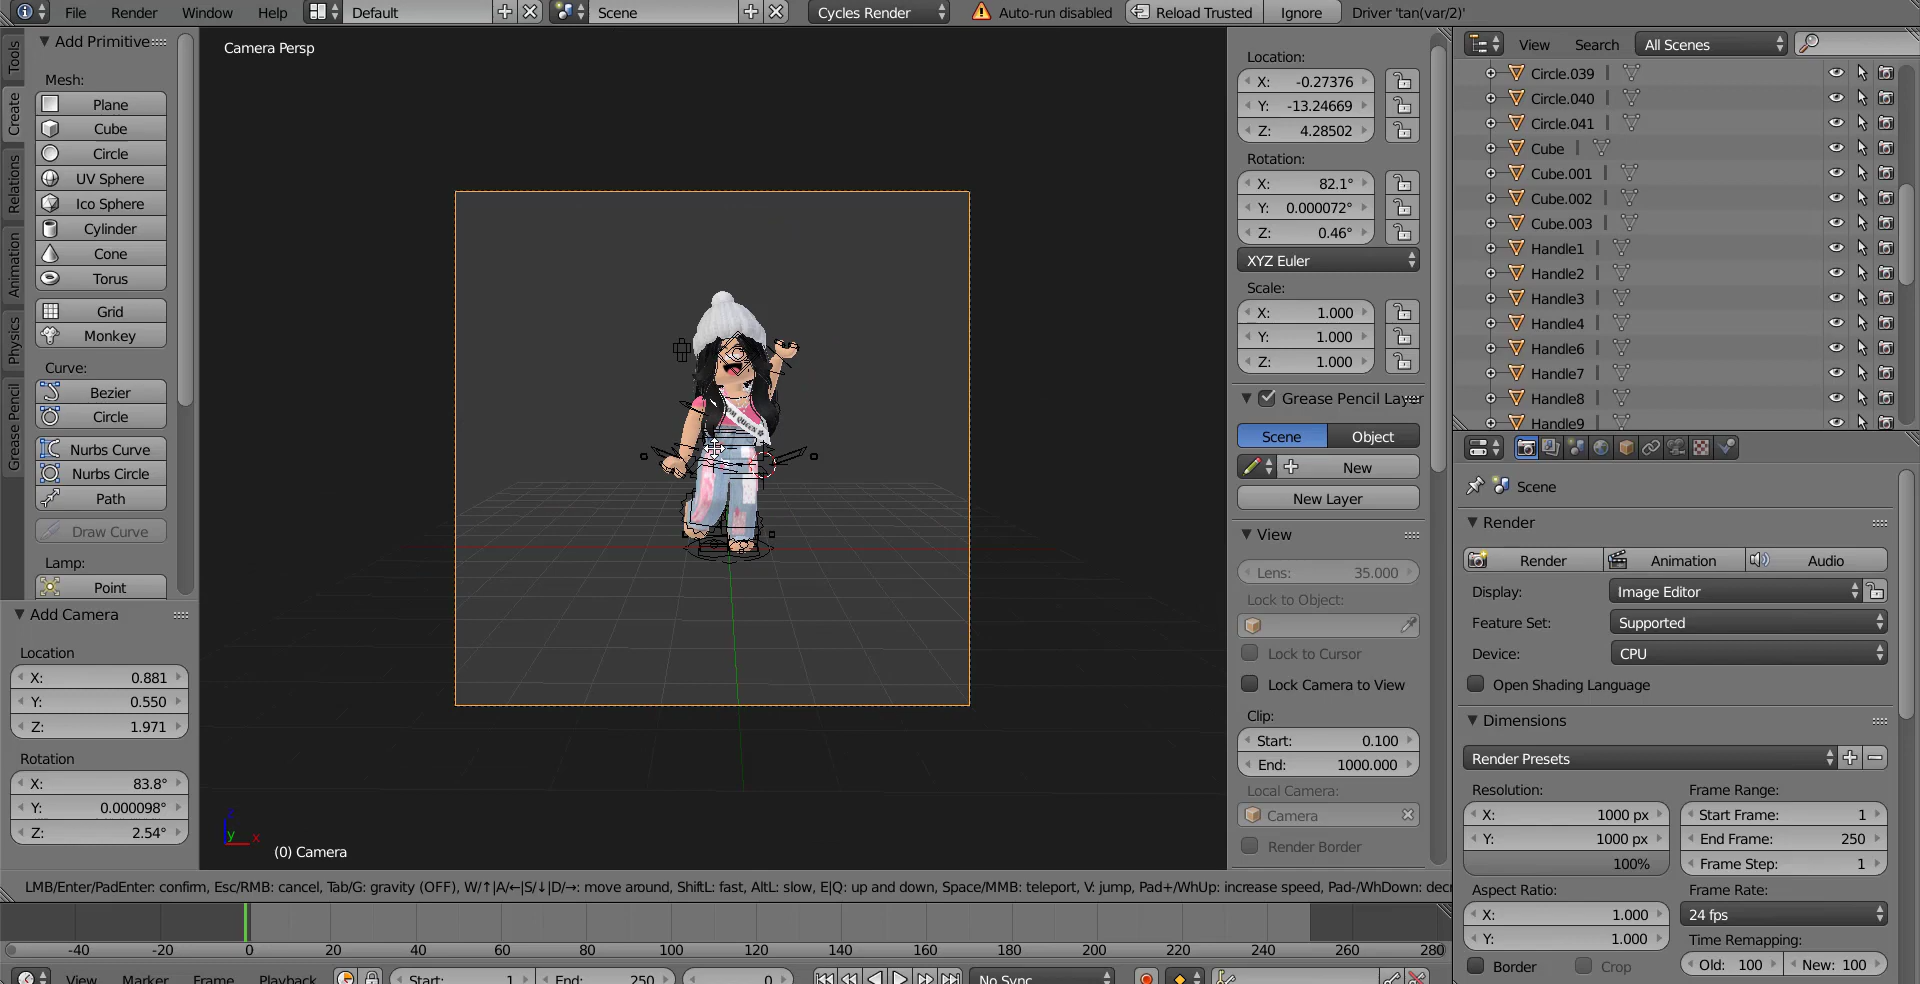 File Render Window Help Default Scene Cycles Render Auto-run disabled Reload Trusted Ignore Driver 'tan(var/2)'
Tools
Create
Relations
Animation
Physics
Grease Pencil
Add Primitive
Mesh:
Plane
Cube
Circle
UV Sphere
Ico Sphere
Cylinder
Cone
Torus
Grid
Monkey
Curve:
Bezier
Circle
Nurbs Curve
Nurbs Circle
Path
Draw Curve
Lamp:
Point
Add Camera
Location
X: 0.881
Y: 0.550
Z: 1.971
Rotation
X: 83.8°
Y: 0.000098°
Z: 2.54°
Camera Persp
y x
(0) Camera
Location:
X: -0.27376
Y: -13.24669
Z: 4.28502
Rotation:
X: 82.1°
Y: 0.000072°
Z: 0.46°
XYZ Euler
Scale:
X: 1.000
Y: 1.000
Z: 1.000
Grease Pencil Layer
Scene Object
New
New Layer
View
Lens: 35.000
Lock to Object:
Lock to Cursor
Lock Camera to View
Clip:
Start: 0.100
End: 1000.000
Local Camera:
Camera
Render Border
View Search All Scenes
Circle.039
Circle.040
Circle.041
Cube
Cube.001
Cube.002
Cube.003
Handle1
Handle2
Handle3
Handle4
Handle6
Handle7
Handle8
Handle9
Scene
Render
Render Animation Audio
Display: Image Editor
Feature Set: Supported
Device: CPU
Open Shading Language
Dimensions
Render Presets
Resolution:
X: 1000 px
Y: 1000 px
100%
Aspect Ratio:
X: 1.000
Y: 1.000
Border Crop
Frame Range:
Start Frame: 1
End Frame: 250
Frame Step: 1
Frame Rate:
24 fps
Time Remapping:
Old: 100 New: 100
LMB/Enter/PadEnter: confirm, Esc/RMB: cancel, Tab/G: gravity (OFF), W/↑|A/←|S/↓|D/→: move around, ShiftL: fast, AltL: slow, E|Q: up and down, Space/MMB: teleport, V: jump, Pad+/WhUp: increase speed, Pad-/WhDown: decr
-40 -20 0 20 40 60 80 100 120 140 160 180 200 220 240 260 280
View Marker Frame Playback Start: 1 End: 250 0 No Sync